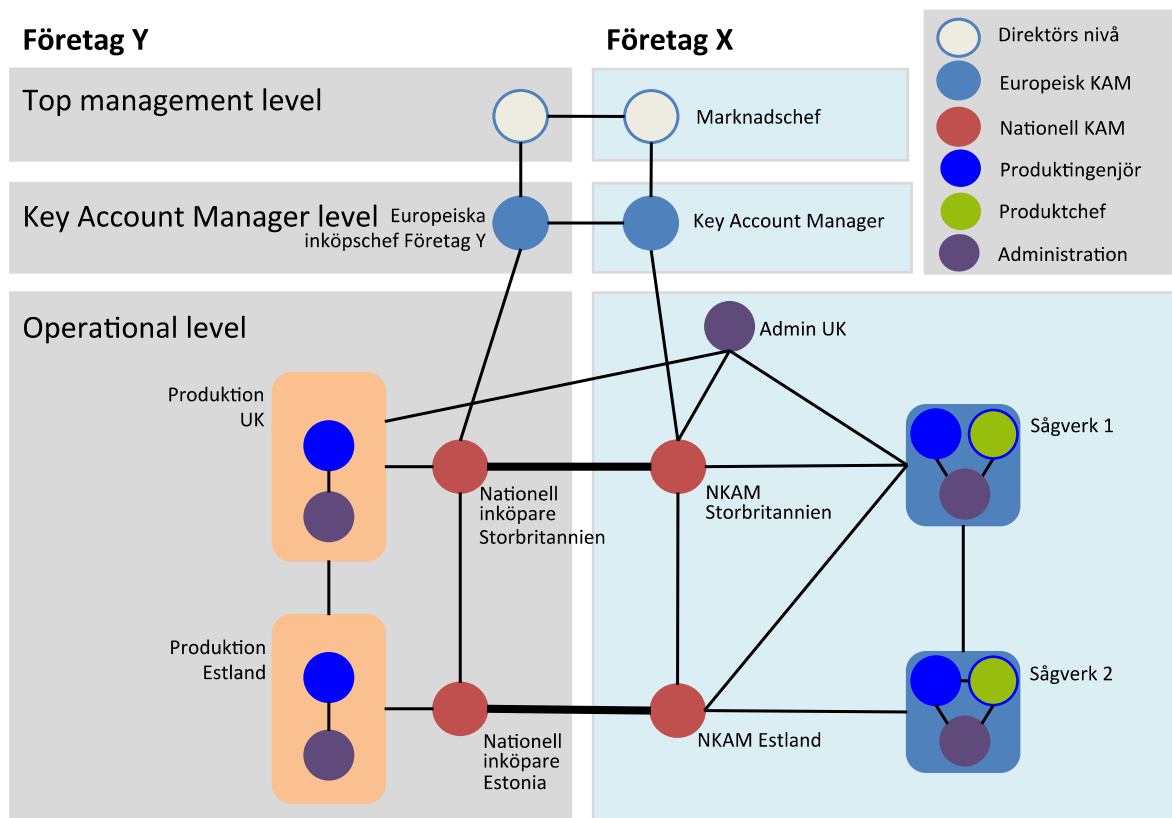 Företag Y
Företag X
Direktörs nivå
Europeisk KAM
Nationell KAM
Produktingenjör
Produktchef
Administration
Top management level
Marknadschef
Key Account Manager level
Europeiska
inköpschef Företag Y
Key Account Manager
Operational level
Admin UK
Produktion
UK
Sågverk 1
Nationell
inköpare
Storbritannien
NKAM
Storbritannien
Produktion
Estland
Sågverk 2
Nationell
inköpare
Estonia
NKAM Estland